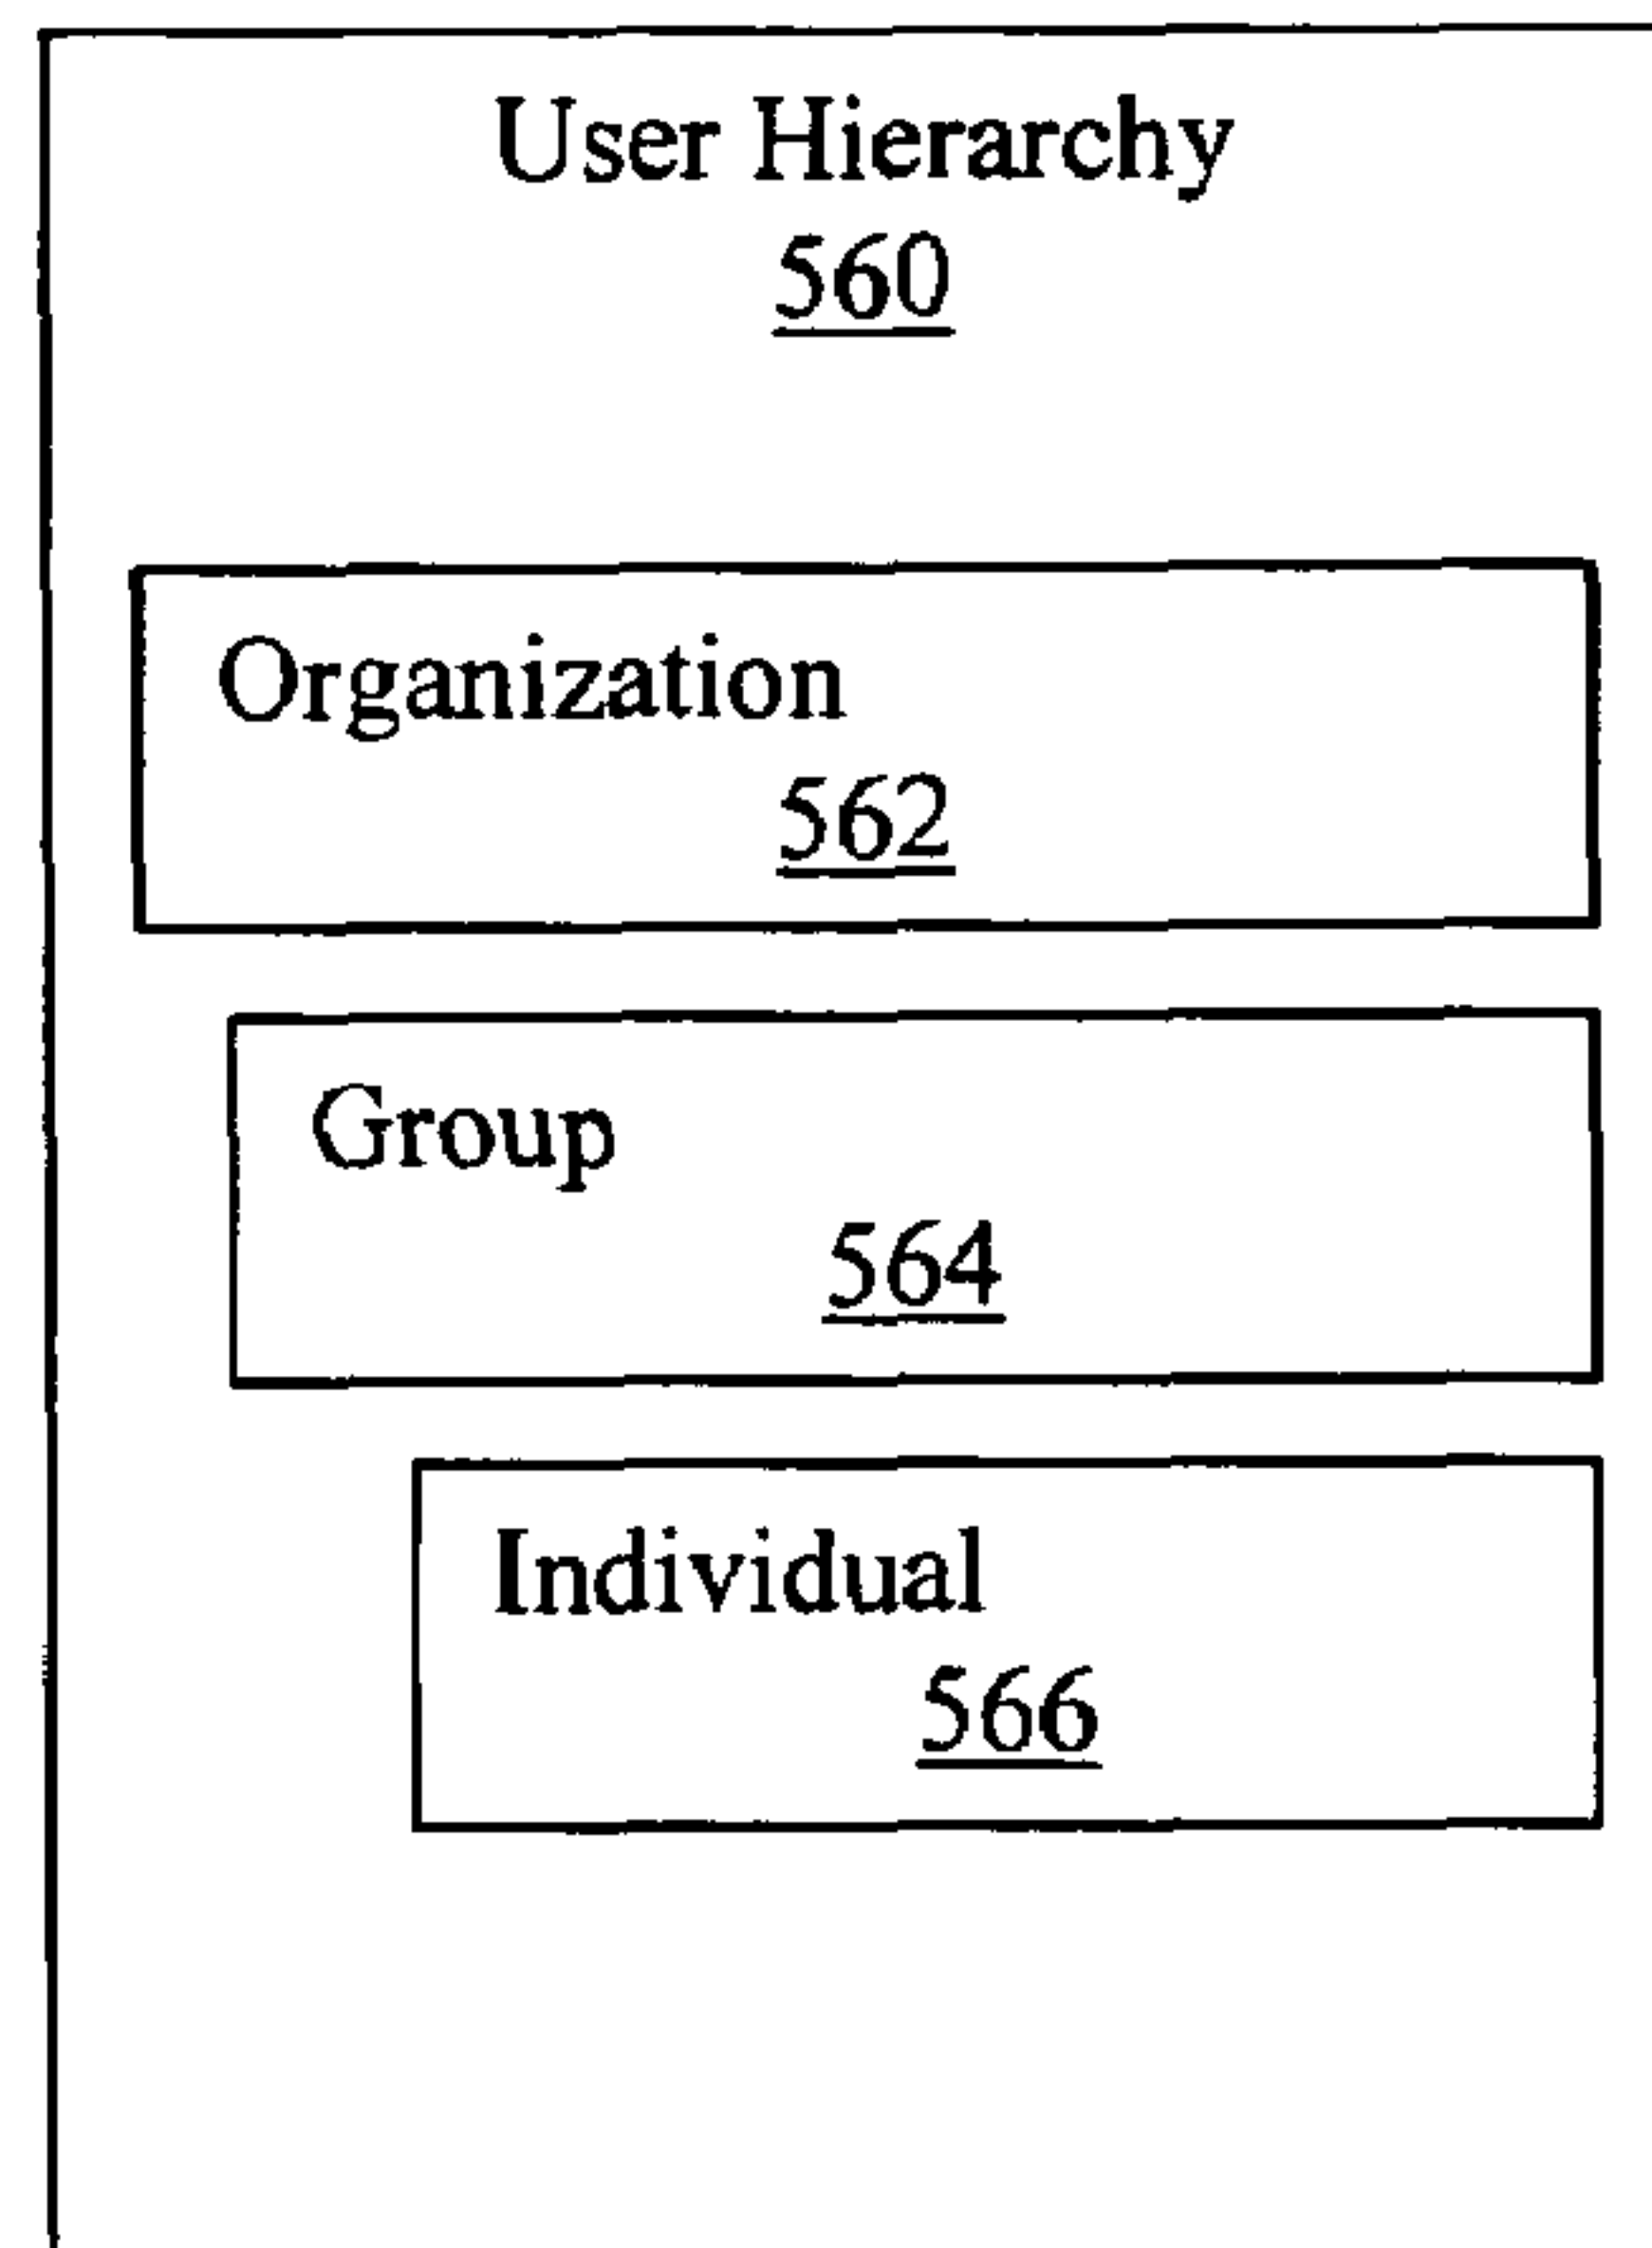 User Hierarchy
560
Organization
562
Group
564
Individual
566